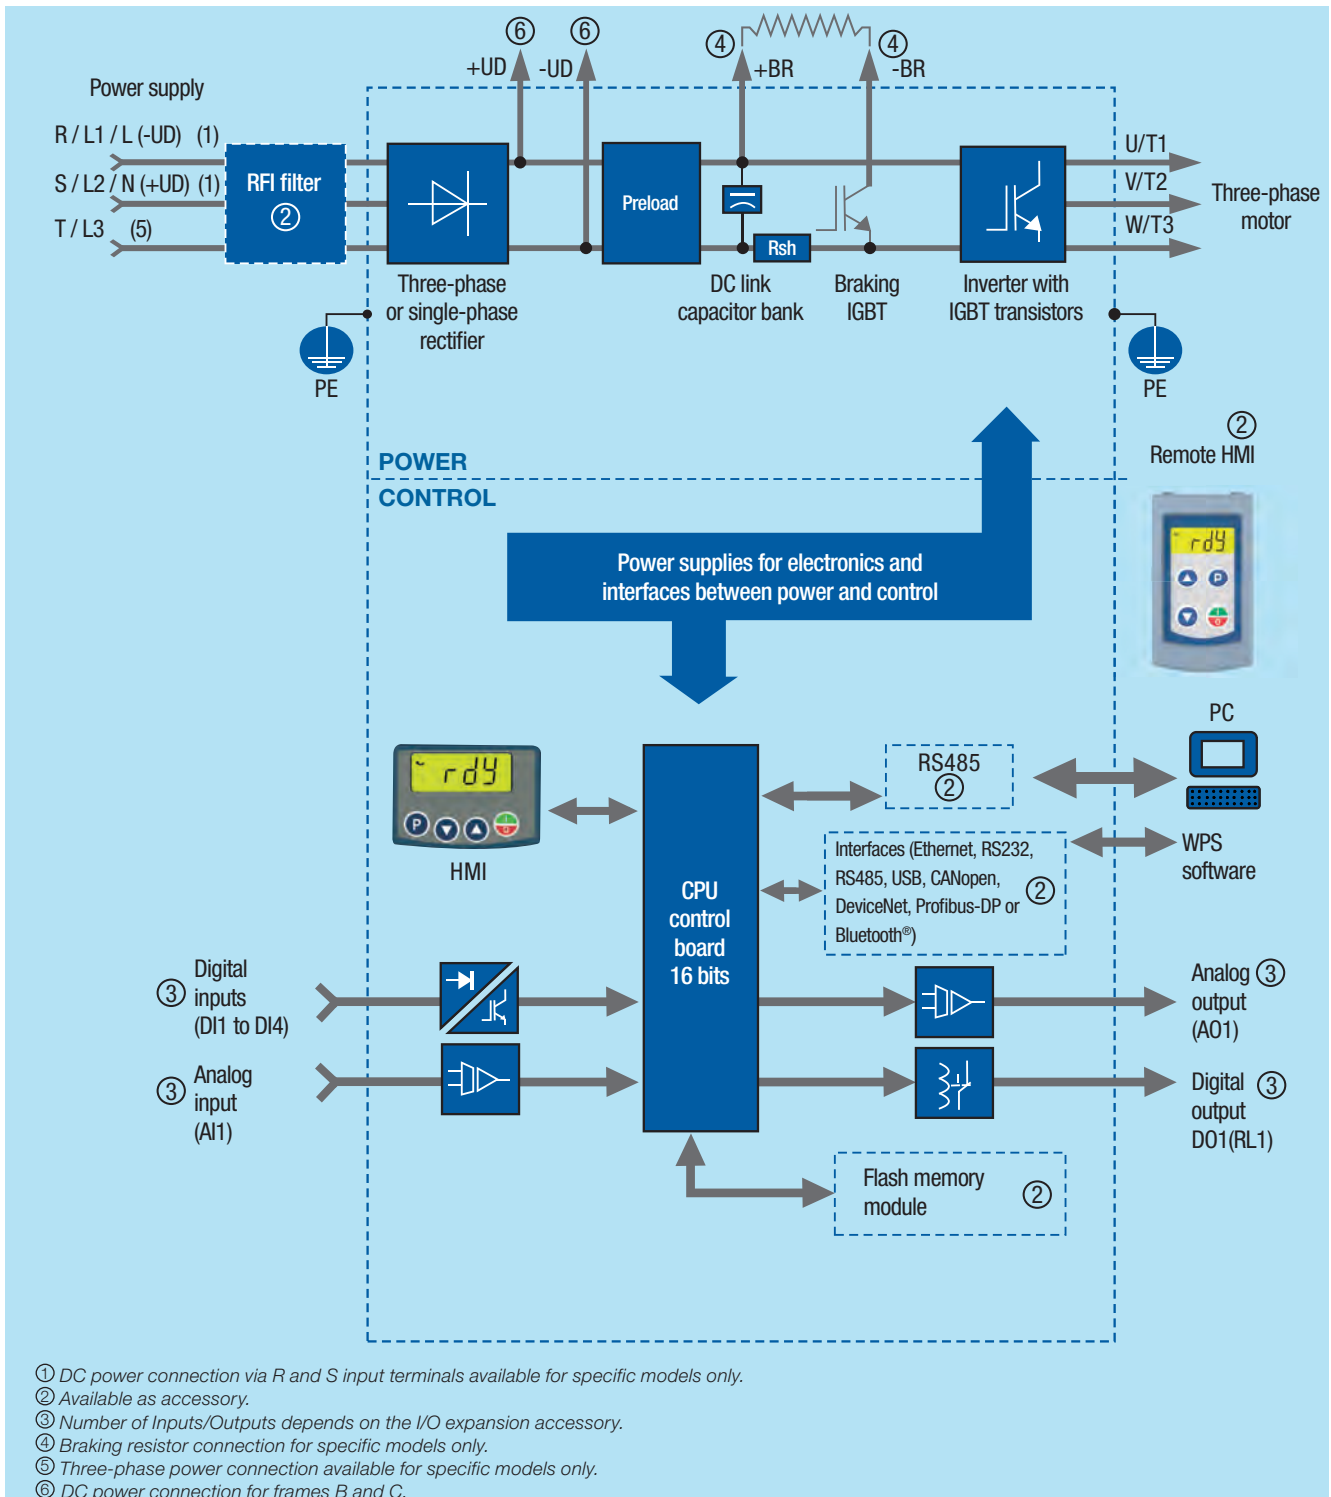 ⑥ ⑥
+UD -UD
④ ④
+BR -BR
Power supply
R / L1 / L (-UD) (1)
S / L2 / N (+UD) (1)
T / L3 (5)
RFI filter
②
Preload
Rsh
U/T1
V/T2
W/T3
Three-phase
motor
Three-phase
or single-phase
rectifier
DC link
capacitor bank
Braking
IGBT
Inverter with
IGBT transistors
PE
PE
POWER
CONTROL
②
Remote HMI
rdy
P
Power supplies for electronics and
interfaces between power and control
rdy
P
HMI
CPU
control
board
16 bits
RS485
②
PC
Interfaces (Ethernet, RS232,
RS485, USB, CANopen,
DeviceNet, Profibus-DP or
Bluetooth®)
②
WPS
software
③ Digital
inputs
(DI1 to DI4)
③ Analog
input
(AI1)
Analog ③
output
(AO1)
Digital ③
output
DO1(RL1)
Flash memory
module
②
① DC power connection via R and S input terminals available for specific models only.
② Available as accessory.
③ Number of Inputs/Outputs depends on the I/O expansion accessory.
④ Braking resistor connection for specific models only.
⑤ Three-phase power connection available for specific models only.
⑥ DC power connection for frames B and C.